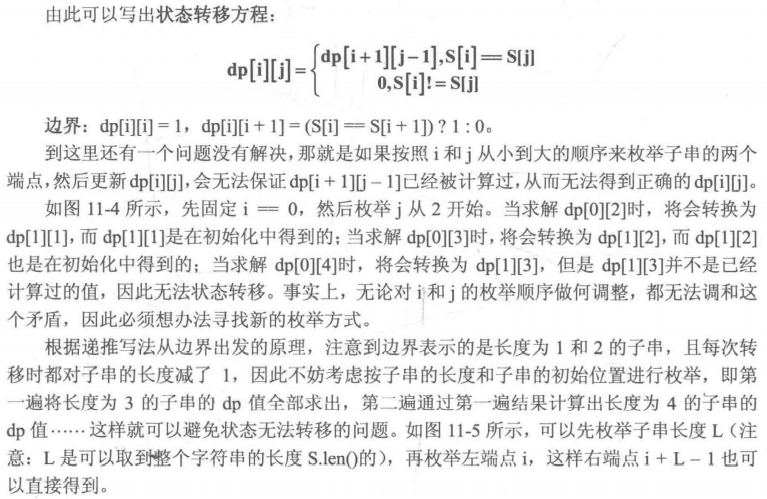 由此可以写出状态转移方程：
dp[i][j]={dp[i+1][j-1],S[i]==S[j]
0,S[i]!=S[j]
边界：dp[i][i] = 1，dp[i][i + 1] = (S[i] == S[i + 1]) ? 1 : 0。
到这里还有一个问题没有解决，那就是如果按照 i 和 j 从小到大的顺序来枚举子串的两个
端点，然后更新 dp[i][j]，会无法保证 dp[i + 1][j – 1]已经被计算过，从而无法得到正确的 dp[i][j]。
如图 11-4 所示，先固定 i == 0，然后枚举 j 从 2 开始。当求解 dp[0][2]时，将会转换为
dp[1][1]，而 dp[1][1]是在初始化中得到的；当求解 dp[0][3]时，将会转换为 dp[1][2]，而 dp[1][2]
也是在初始化中得到的；当求解 dp[0][4]时，将会转换为 dp[1][3]，但是 dp[1][3]并不是已经
计算过的值，因此无法状态转移。事实上，无论对 i 和 j 的枚举顺序做何调整，都无法调和这
个矛盾，因此必须想办法寻找新的枚举方式。
根据递推写法从边界出发的原理，注意到边界表示的是长度为 1 和 2 的子串，且每次转
移时都对子串的长度减了 1，因此不妨考虑按子串的长度和子串的初始位置进行枚举，即第
一遍将长度为 3 的子串的 dp 值全部求出，第二遍通过第一遍结果计算出长度为 4 的子串的
dp 值……这样就可以避免状态无法转移的问题。如图 11-5 所示，可以先枚举子串长度 L（注
意：L 是可以取到整个字符串的长度 S.len()的），再枚举左端点 i，这样右端点 i + L – 1 也可
以直接得到。